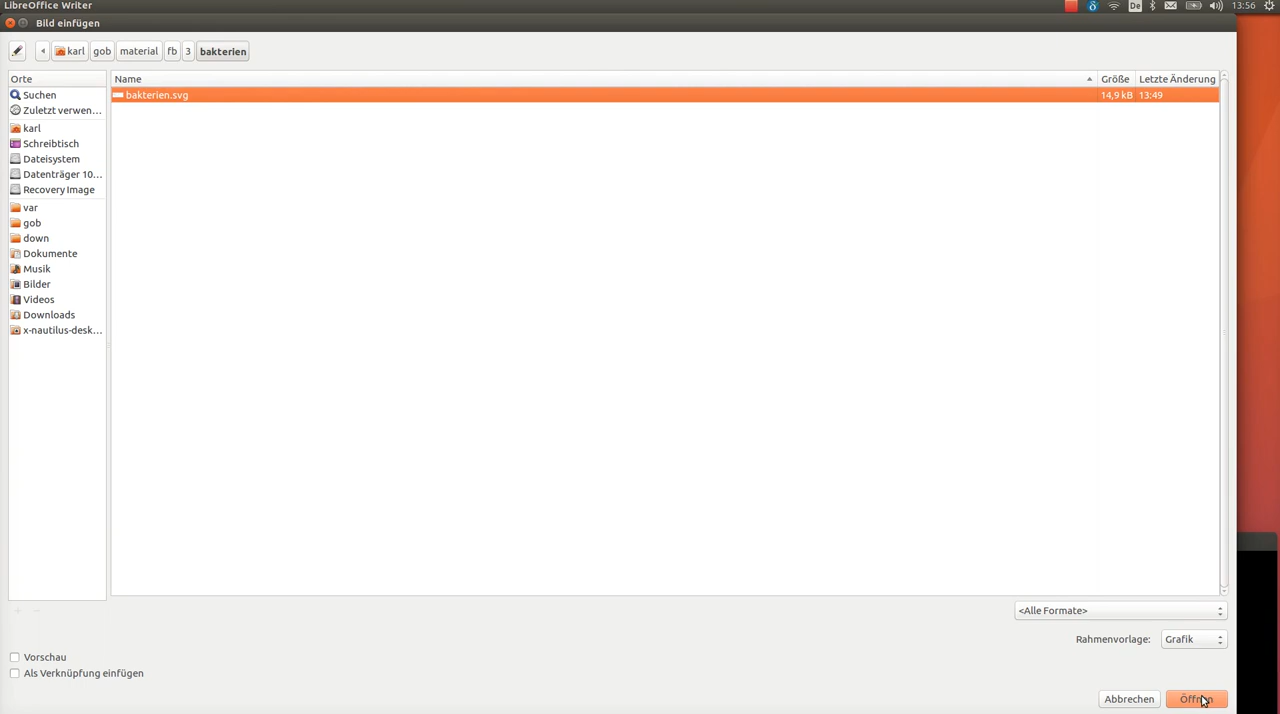 LibreOffice Writer
De
13:56
Bild einfügen
karl
gob
material
fb
3
bakterien
Orte
Name
Größe
Letzte Änderung
Suchen
bakterien.svg
14,9 kB
13:49
Zuletzt verwen...
karl
Schreibtisch
Dateisystem
Datenträger 10...
Recovery Image
var
gob
down
Dokumente
Musik
Bilder
Videos
Downloads
x-nautilus-desk...
<Alle Formate>
Rahmenvorlage:
Grafik
Vorschau
Als Verknüpfung einfügen
Abbrechen
Öffnen